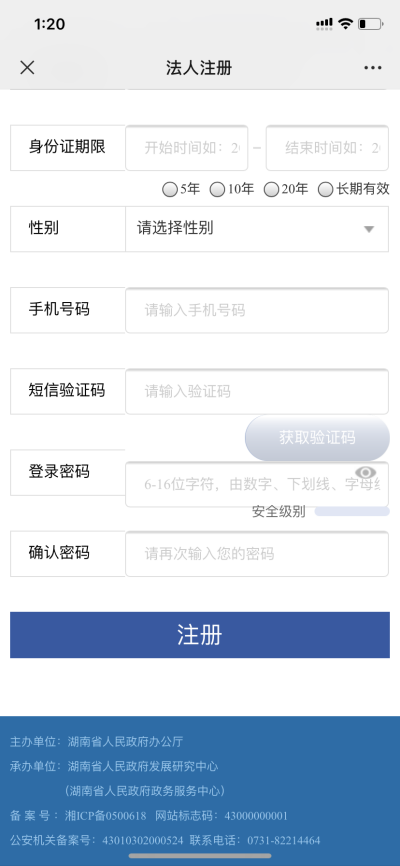 1:20
法人注册
身份证期限 开始时间如：2 – 结束时间如：2
5年 10年 20年 长期有效
性别 请选择性别
手机号码 请输入手机号码
短信验证码 请输入验证码
获取验证码
登录密码 6-16位字符，由数字、下划线、字母
安全级别
确认密码 请再次输入您的密码
注册
主办单位：湖南省人民政府办公厅
承办单位：湖南省人民政府发展研究中心
（湖南省人民政府政务服务中心）
备 案 号 ：湘ICP备0500618 网站标志码：43000000001
公安机关备案号：43010302000524 联系电话：0731-82214464